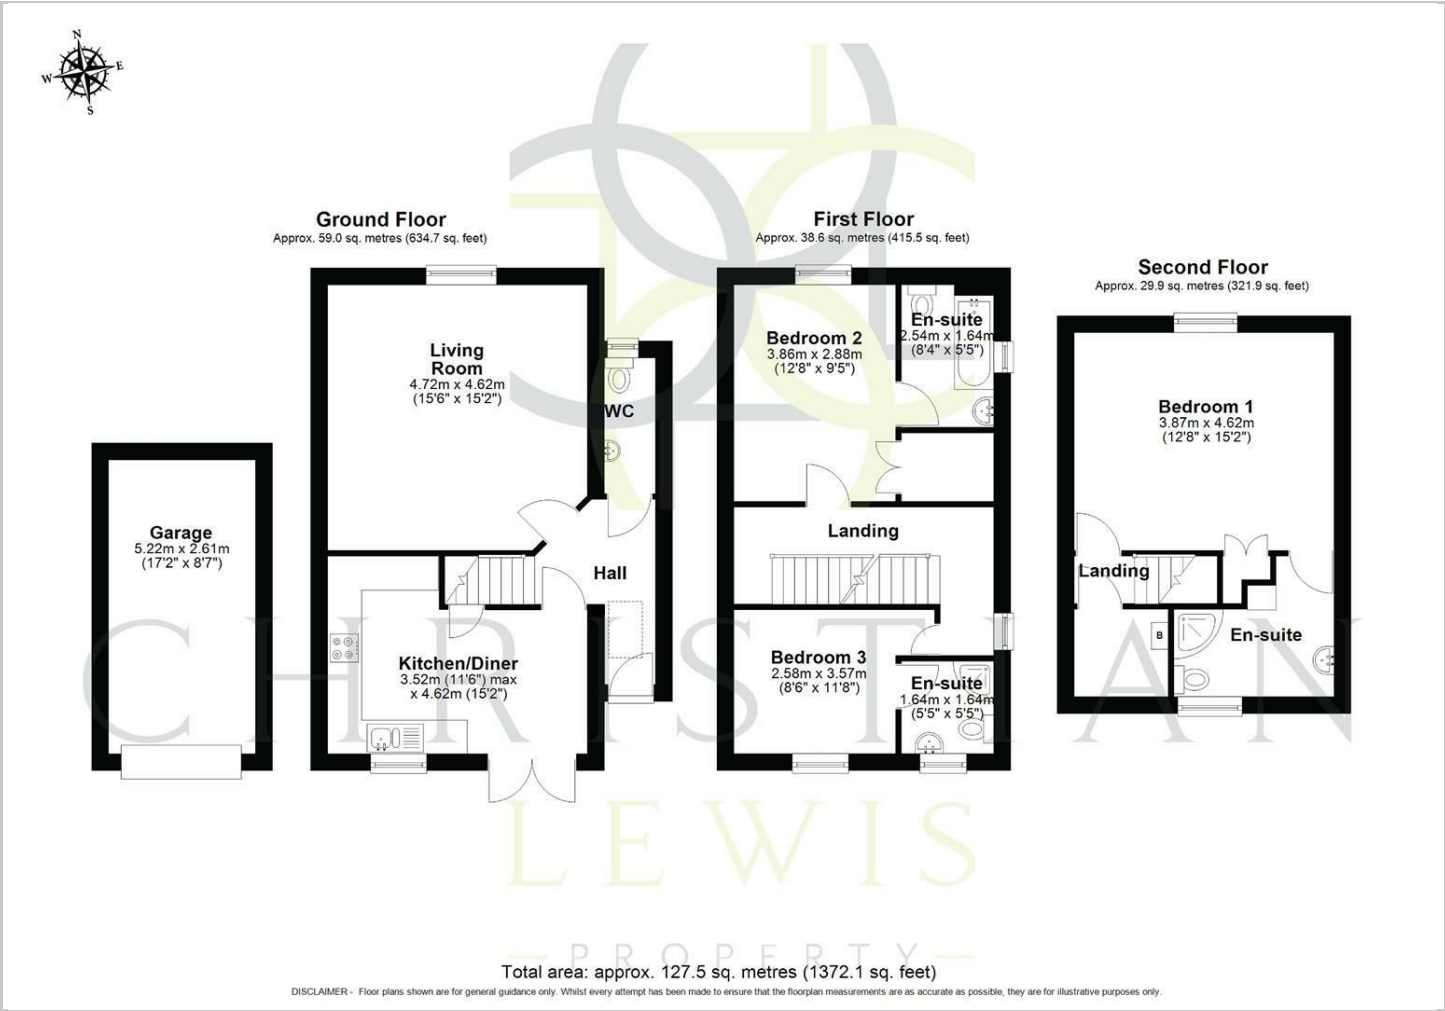 N
W E
S
Ground Floor
Approx. 59.0 sq. metres (634.7 sq. feet)
Living
Room
4.72m x 4.62m
(15'6" x 15'2")
WC
Garage
5.22m x 2.61m
(17'2" x 8'7")
Hall
Kitchen/Diner
3.52m (11'6") max
x 4.62m (15'2")
First Floor
Approx. 38.6 sq. metres (415.5 sq. feet)
Bedroom 2
3.86m x 2.88m
(12'8" x 9'5")
En-suite
2.54m x 1.64m
(8'4" x 5'5")
Landing
Bedroom 3
2.58m x 3.57m
(8'6" x 11'8")
En-suite
1.64m x 1.64m
(5'5" x 5'5")
Second Floor
Approx. 29.9 sq. metres (321.9 sq. feet)
Bedroom 1
3.87m x 4.62m
(12'8" x 15'2")
Landing
B
En-suite
CHRISTIAN
LEWIS
PROPERTY
Total area: approx. 127.5 sq. metres (1372.1 sq. feet)
DISCLAIMER - Floor plans shown are for general guidance only. Whilst every attempt has been made to ensure that the floorplan measurements are as accurate as possible, they are for illustrative purposes only.